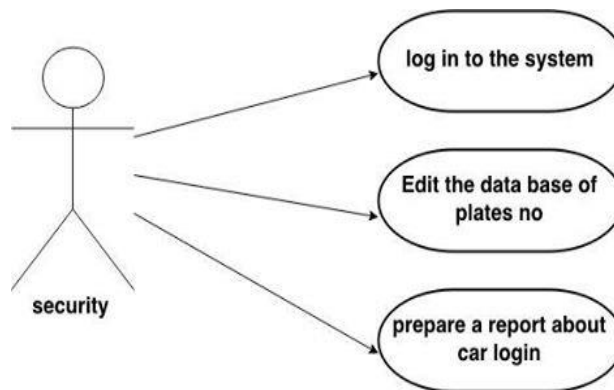 log in to the system
Edit the data base of
plates no
security
prepare a report about
car login